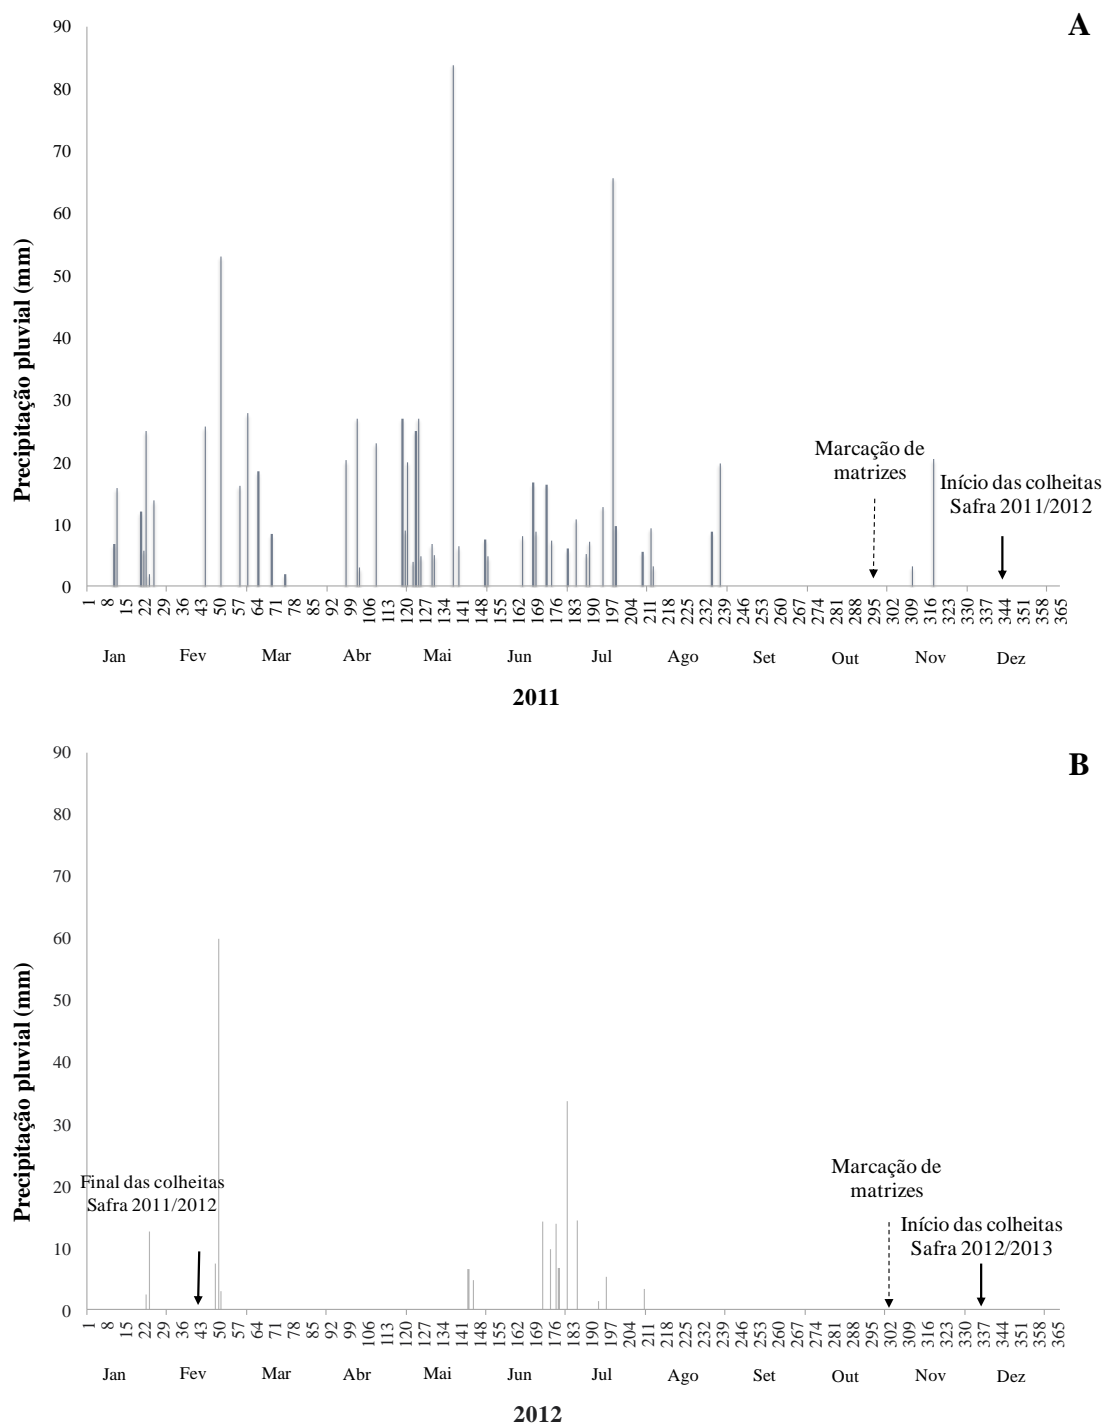 A
Precipitação pluvial (mm)
90
80
70
60
50
40
30
20
10
0
Marcação de
matrizes
Início das colheitas
Safra 2011/2012
1 8 15 22 29 36 43 50 57 64 71 78 85 92 99 106 113 120 127 134 141 148 155 162 169 176 183 190 197 204 211 218 225 232 239 246 253 260 267 274 281 288 295 302 309 316 323 330 337 344 351 358 365
Jan Fev Mar Abr Mai Jun Jul Ago Set Out Nov Dez
2011
B
Precipitação pluvial (mm)
90
80
70
60
50
40
30
20
10
0
Final das colheitas
Safra 2011/2012
Marcação de
matrizes
Início das colheitas
Safra 2012/2013
1 8 15 22 29 36 43 50 57 64 71 78 85 92 99 106 113 120 127 134 141 148 155 162 169 176 183 190 197 204 211 218 225 232 239 246 253 260 267 274 281 288 295 302 309 316 323 330 337 344 351 358 365
Jan Fev Mar Abr Mai Jun Jul Ago Set Out Nov Dez
2012